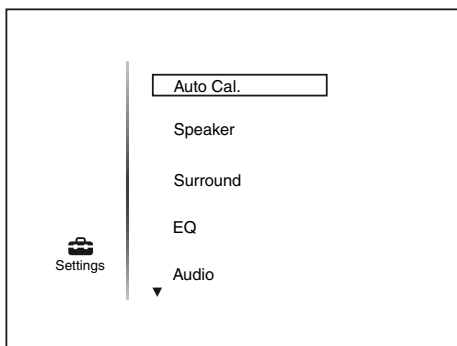 Auto Cal.
Speaker
Surround
EQ
Settings
Audio